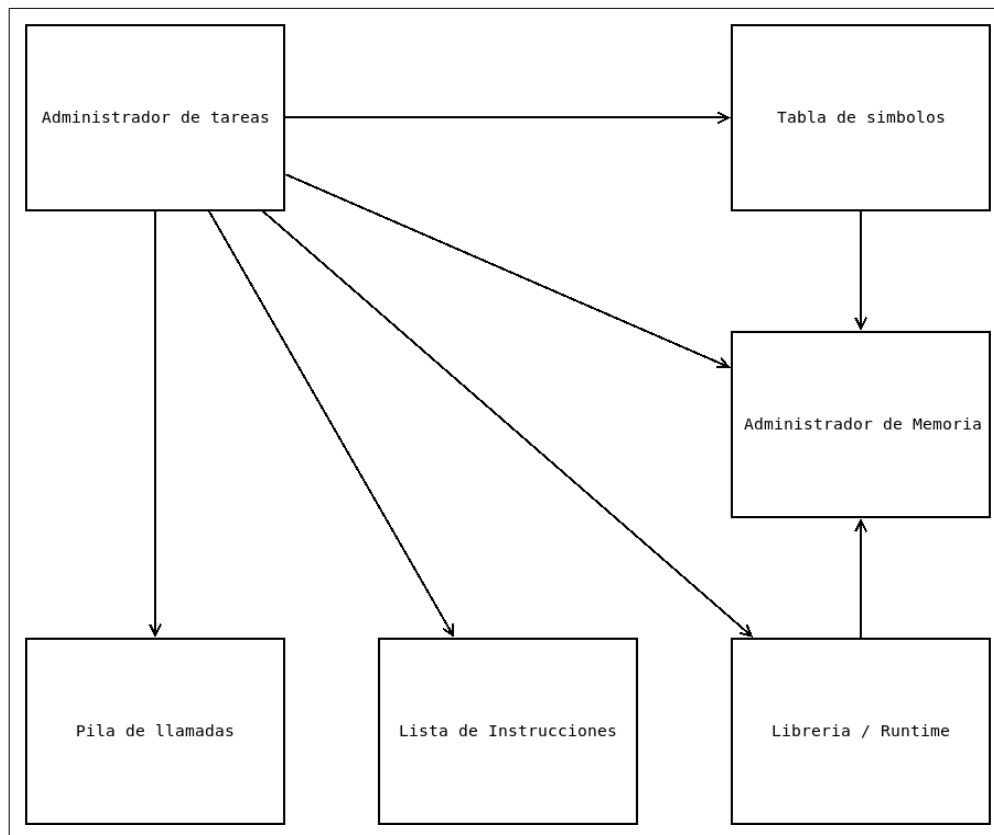 Administrador de tareas
Tabla de simbolos
Administrador de Memoria
Pila de llamadas
Lista de Instrucciones
Libreria / Runtime